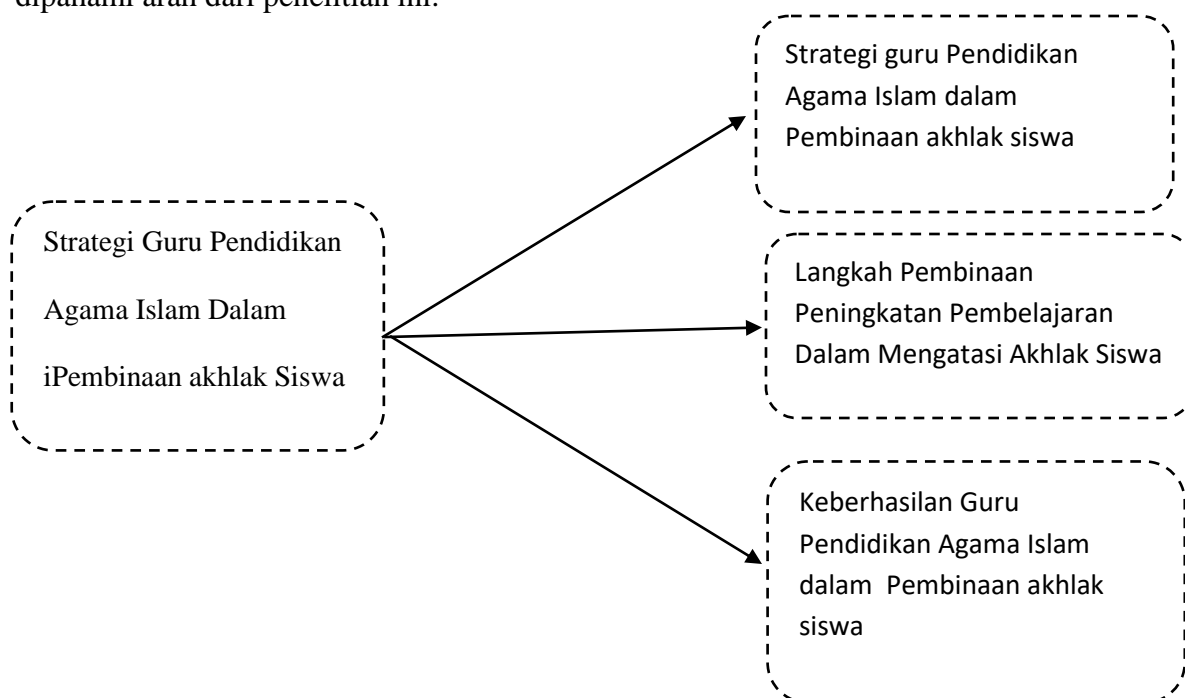 dipahami arah dari penelitian ini.
Strategi guru Pendidikan
Agama Islam dalam
Pembinaan akhlak siswa
Strategi Guru Pendidikan
Agama Islam Dalam
iPembinaan akhlak Siswa
Langkah Pembinaan
Peningkatan Pembelajaran
Dalam Mengatasi Akhlak Siswa
Keberhasilan Guru
Pendidikan Agama Islam
dalam  Pembinaan akhlak
siswa